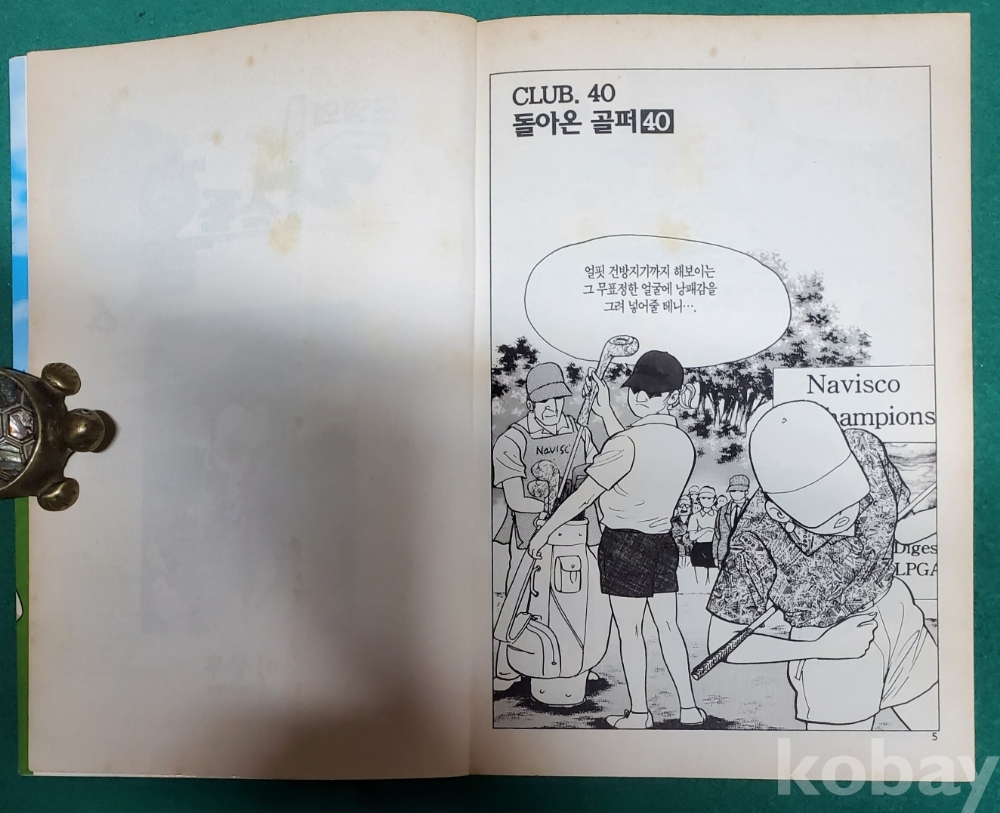 CLUB. 40
돌아온 골퍼 40
얼핏 건방지기까지 해보이는
그 무표정한 얼굴에 낭패감을
그려 넣어줄 테니….
Navisco
hampions
NAVISC
Diges
LPGA
5
kobay